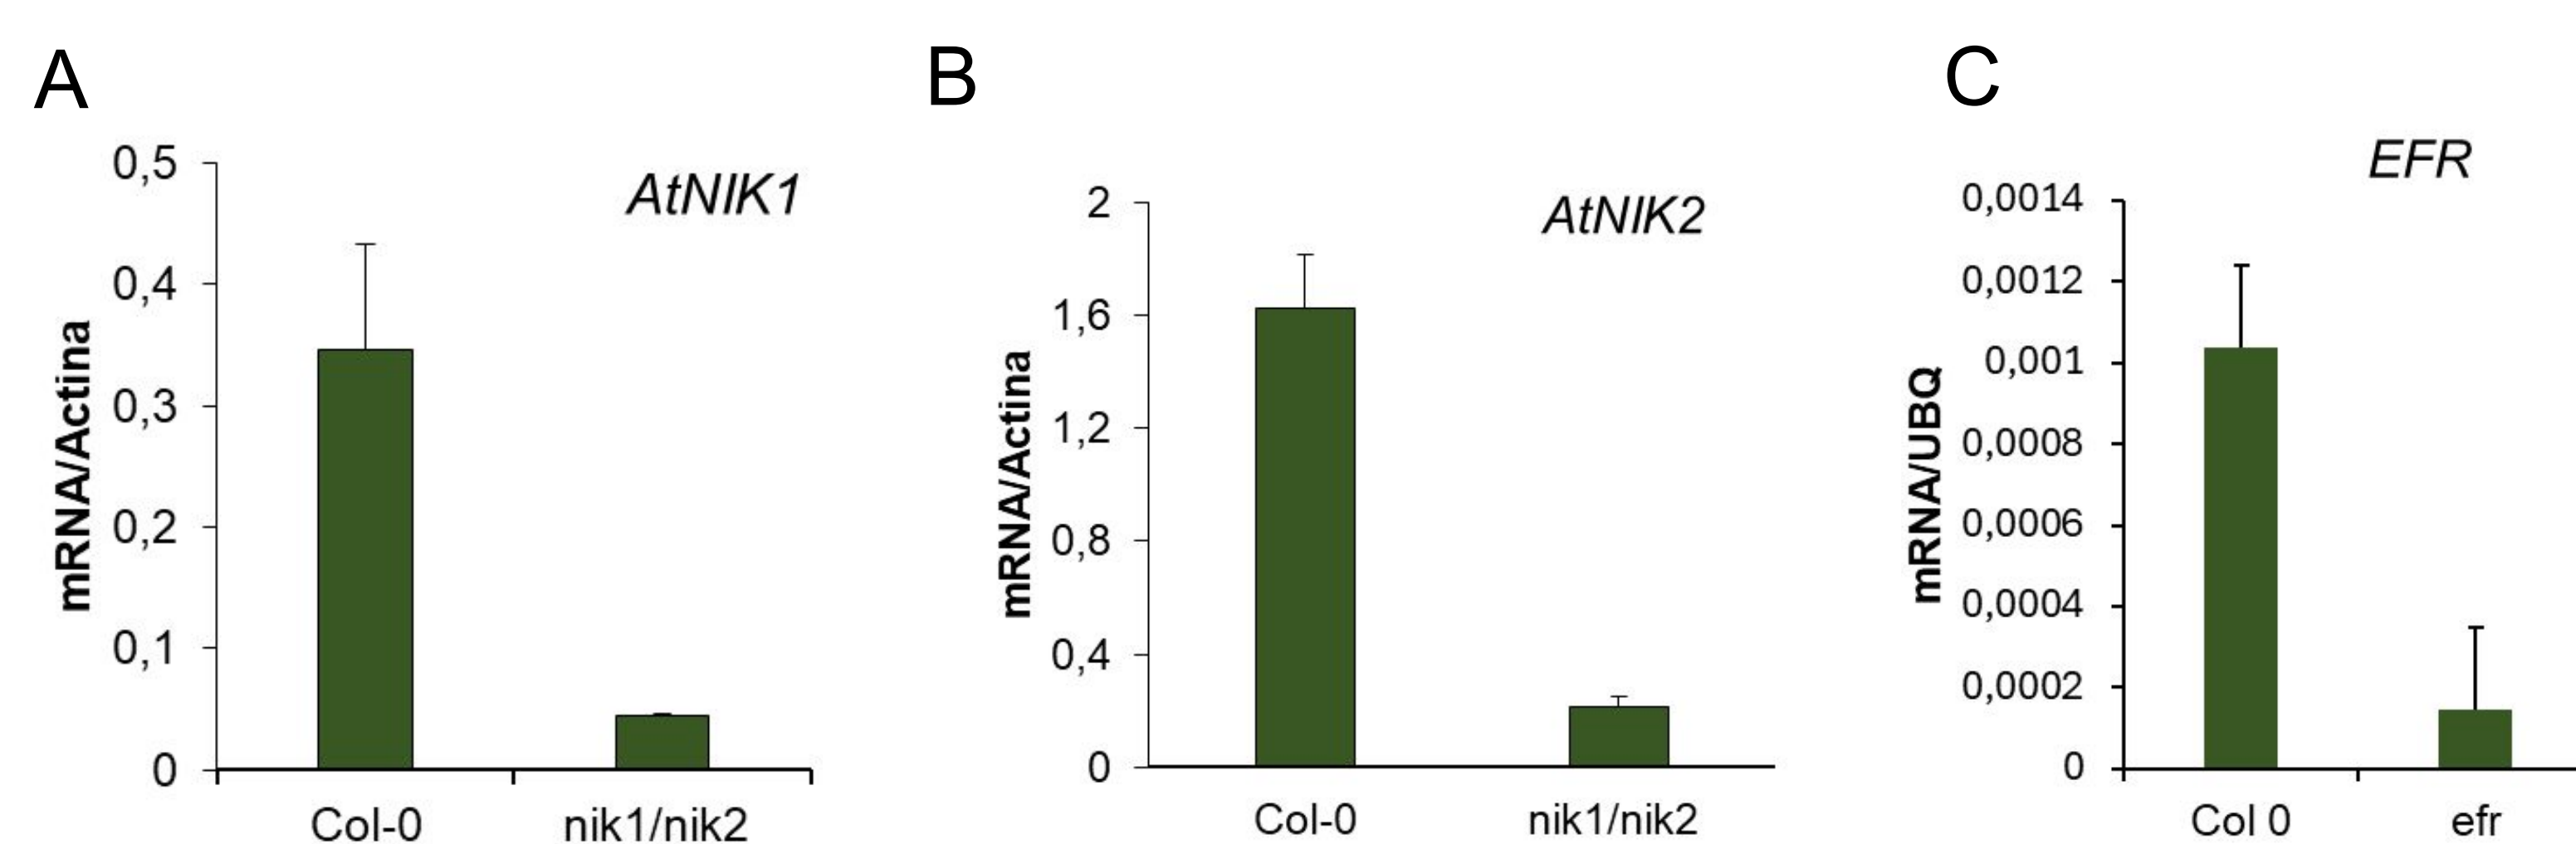 A
AtNIK1
mRNA/Actina
0,5
0,4
0,3
0,2
0,1
0
Col-0
nik1/nik2
B
AtNIK2
mRNA/Actina
2
1,6
1,2
0,8
0,4
0
Col-0
nik1/nik2
C
EFR
mRNA/UBQ
0,0014
0,0012
0,001
0,0008
0,0006
0,0004
0,0002
0
Col 0
efr